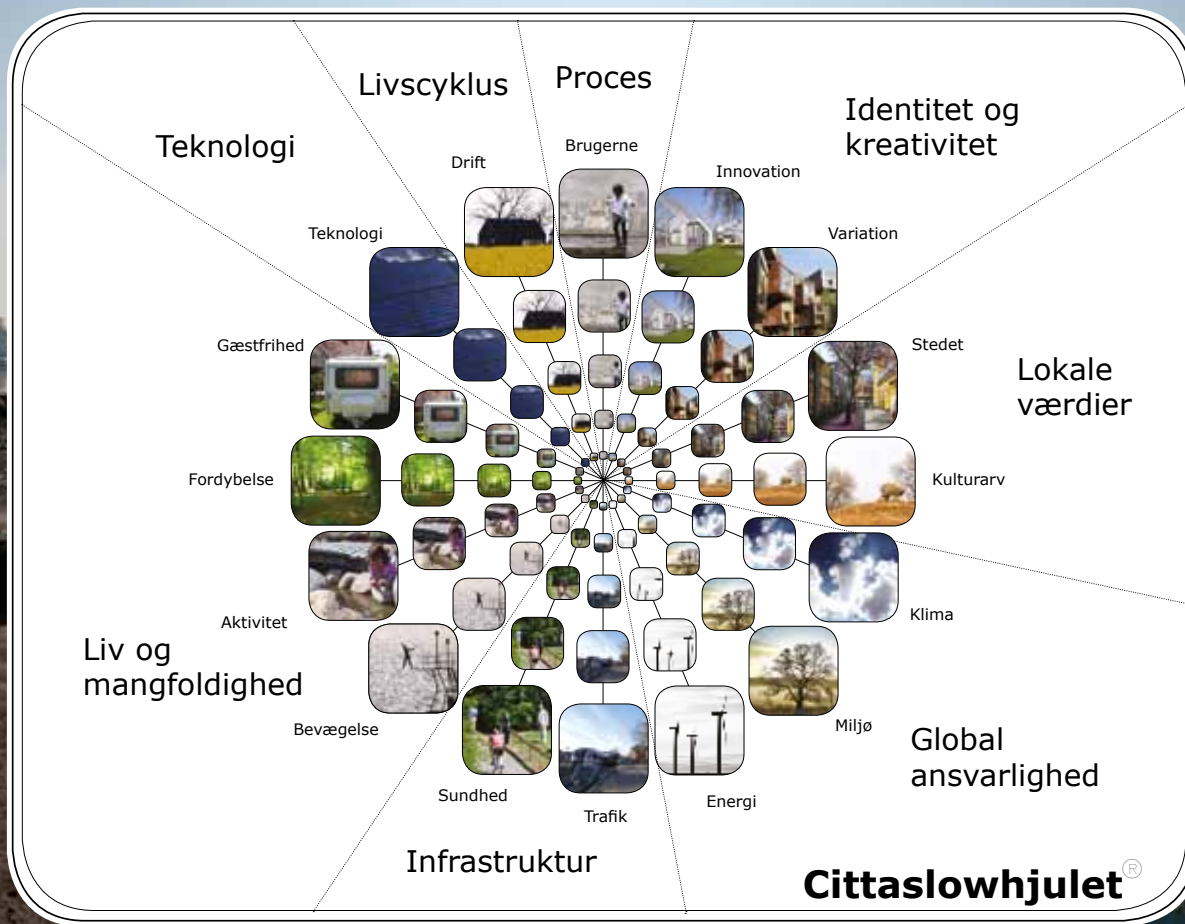 Livscyklus
Proces
Identitet og
kreativitet
Teknologi
Drift
Brugerne
Innovation
Teknologi
Variation
Gæstfrihed
Stedet
Lokale
værdier
Fordybelse
Kulturarv
Aktivitet
Klima
Liv og
mangfoldighed
Bevægelse
Miljø
Global
ansvarlighed
Sundhed
Trafik
Energi
Infrastruktur
Cittaslowhjulet®